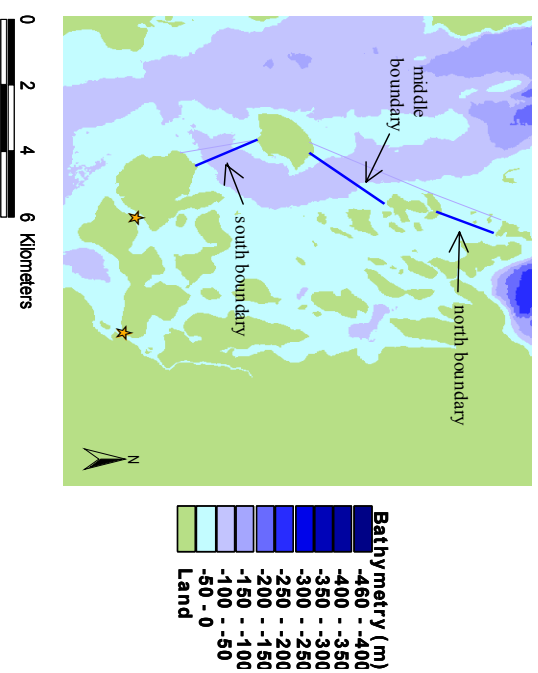 0 2 4 6 Kilometers
middle
boundary
south boundary
north boundary
N
Bathymetry (m)
-460 - -400
-400 - -350
-350 - -300
-300 - -250
-250 - -200
-200 - -150
-150 - -100
-100 - -50
-50 - 0
Land